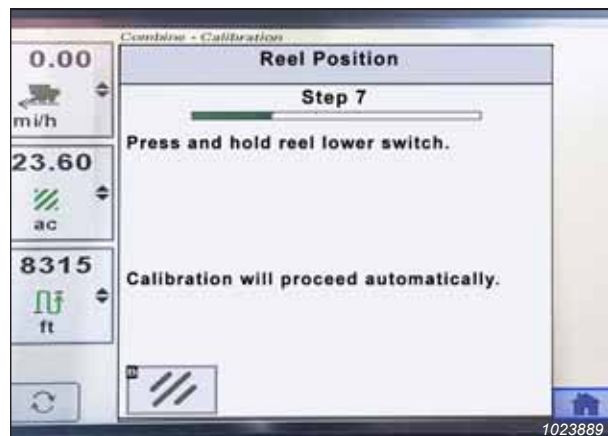 Combine - Calibration
0.00
mi/h
23.60
ac
8315
ft
Reel Position
Step 7
Press and hold reel lower switch.
Calibration will proceed automatically.
1023889